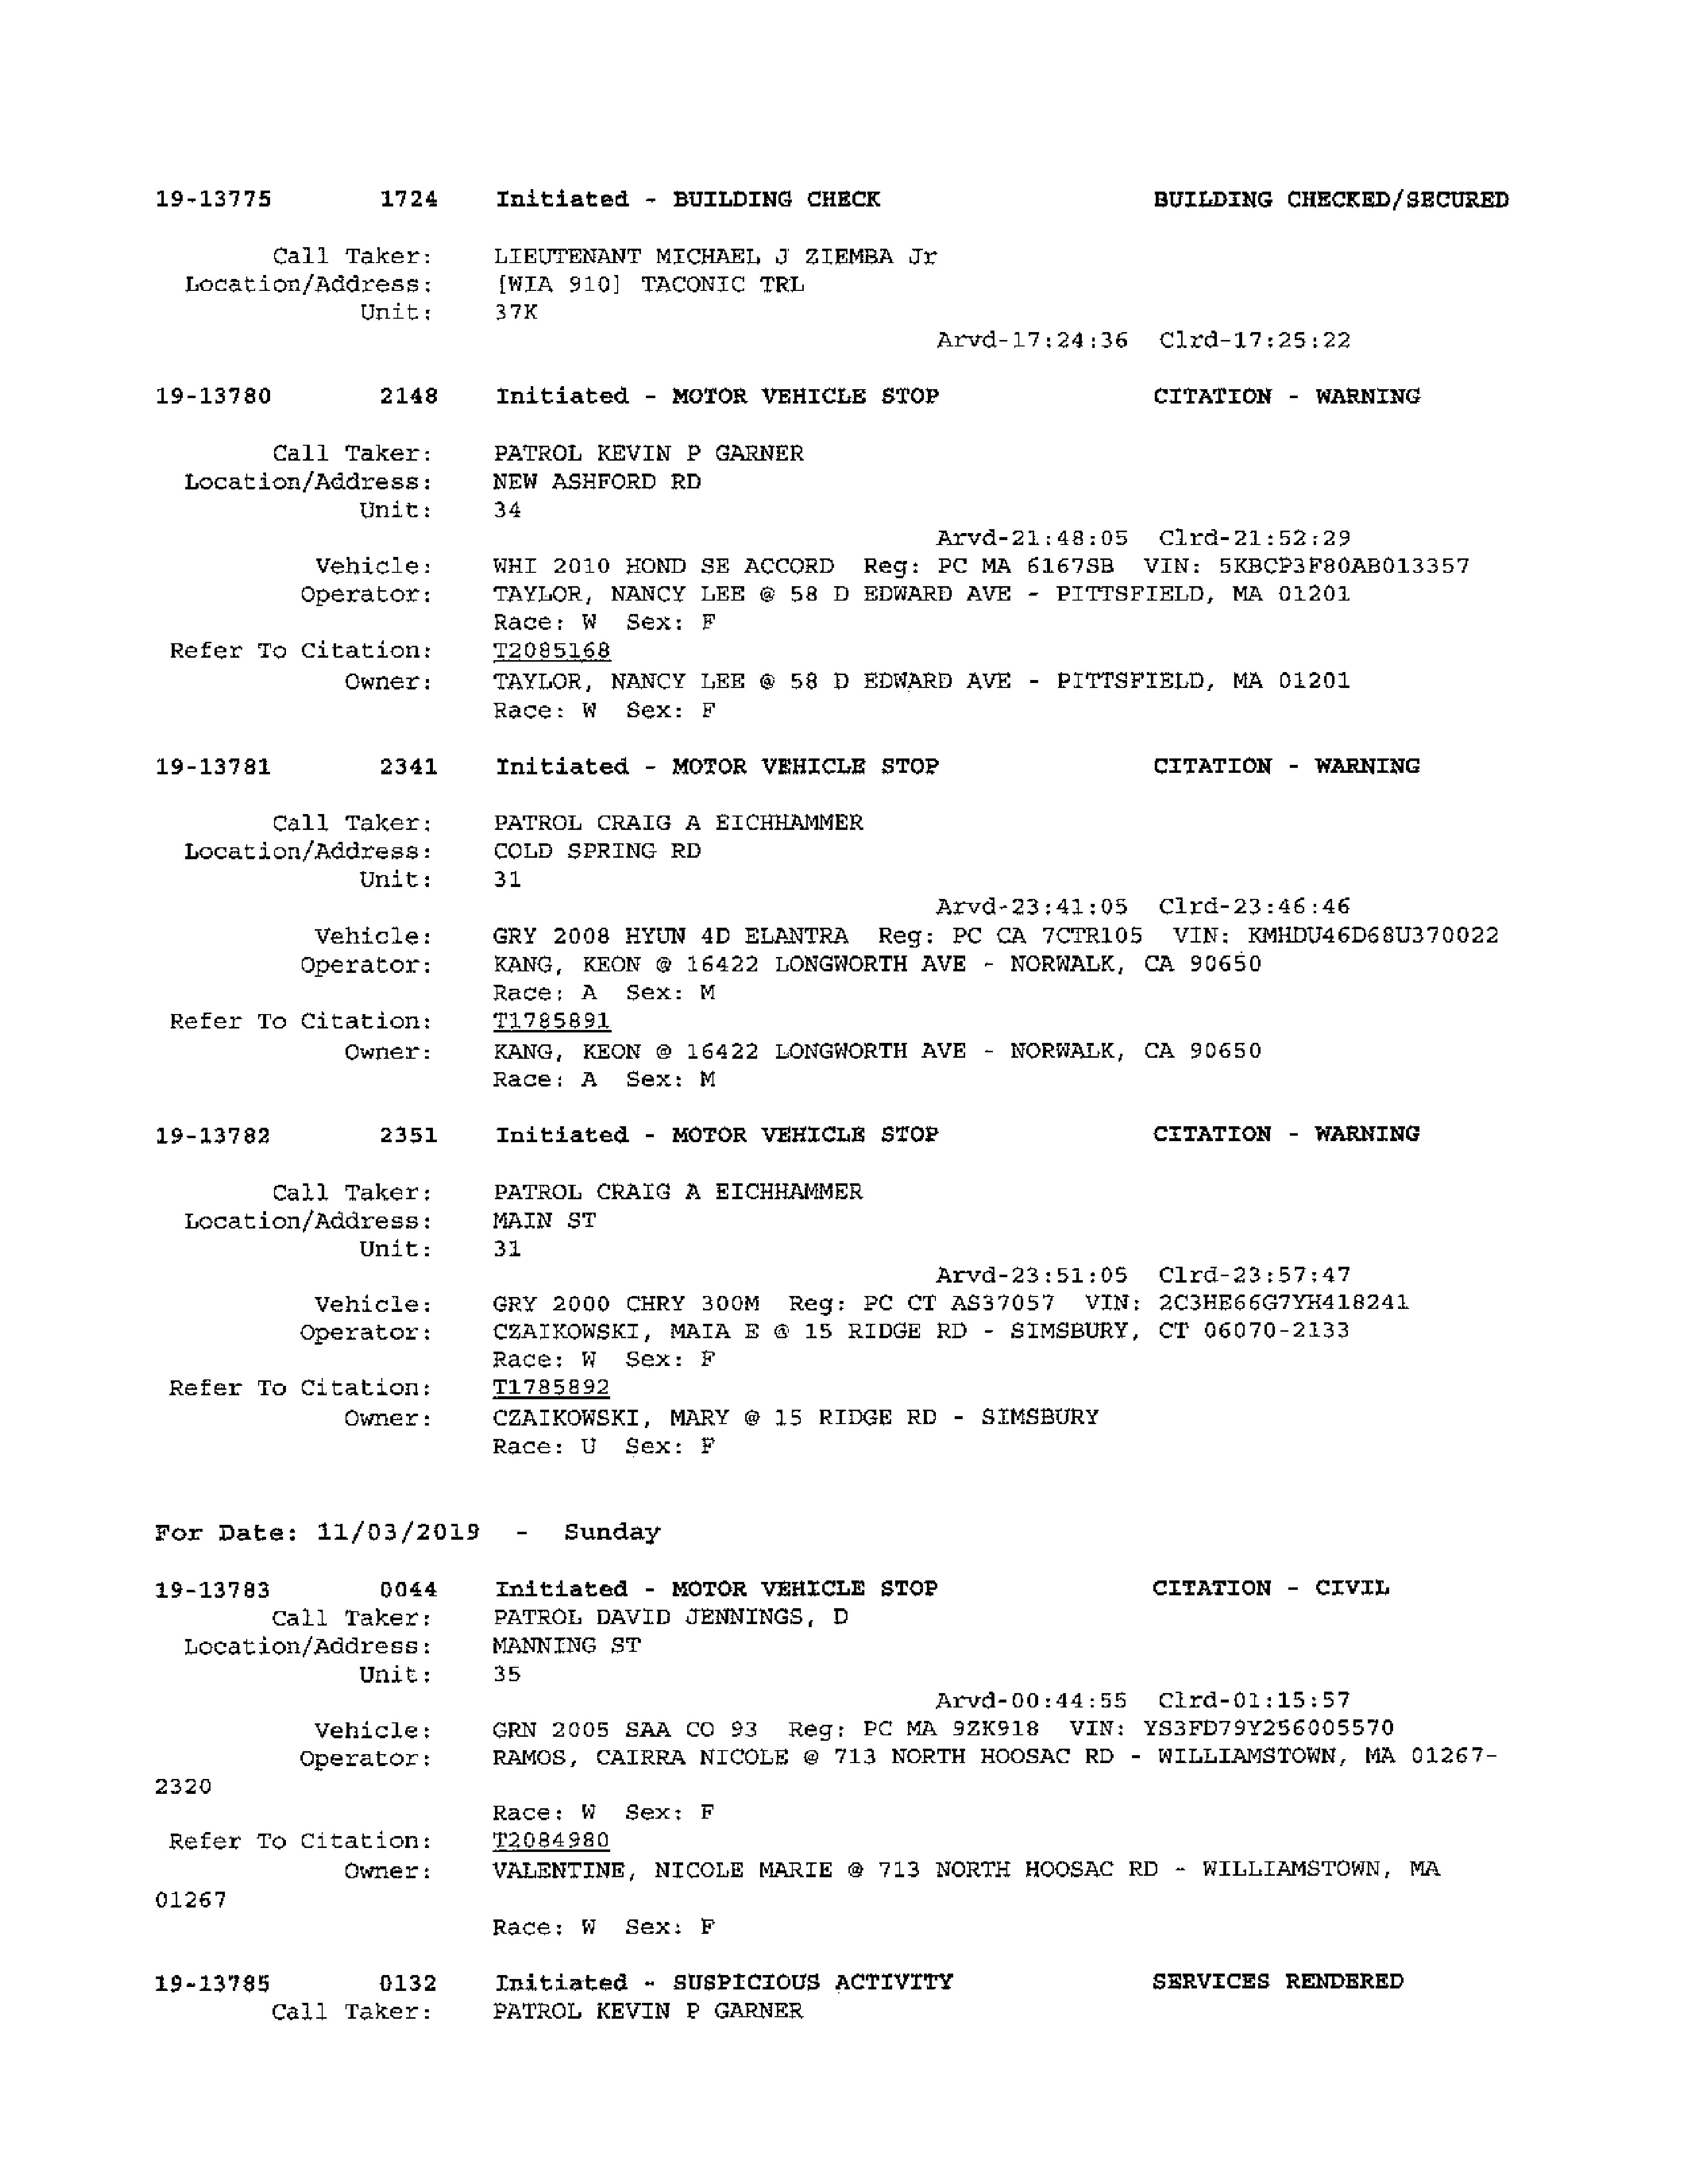 19-13775 1724 Initiated - BUILDING CHECK BUILDING CHECKED/SECURED
Call Taker: LIEUTENANT MICHAEL J ZIEMBA Jr
Location/Address: [WIA 910] TACONIC TRL
Unit: 37K
Arvd-17:24:36 Clrd-17:25:22
19-13780 2148 Initiated - MOTOR VEHICLE STOP CITATION - WARNING
Call Taker: PATROL KEVIN P GARNER
Location/Address: NEW ASHFORD RD
Unit: 34
Arvd-21:48:05 Clrd-21:52:29
Vehicle: WHI 2010 HOND SE ACCORD Reg: PC MA 6167SB VIN: 5KBCP3F80AB013357
Operator: TAYLOR, NANCY LEE @ 58 D EDWARD AVE - PITTSFIELD, MA 01201
Race: W Sex: F
Refer To Citation: T2085168
Owner: TAYLOR, NANCY LEE @ 58 D EDWARD AVE - PITTSFIELD, MA 01201
Race: W Sex: F
19-13781 2341 Initiated - MOTOR VEHICLE STOP CITATION - WARNING
Call Taker: PATROL CRAIG A EICHHAMMER
Location/Address: COLD SPRING RD
Unit: 31
Arvd-23:41:05 Clrd-23:46:46
Vehicle: GRY 2008 HYUN 4D ELANTRA Reg: PC CA 7CTR105 VIN: KMHDU46D68U370022
Operator: KANG, KEON @ 16422 LONGWORTH AVE - NORWALK, CA 90650
Race: A Sex: M
Refer To Citation: T1785891
Owner: KANG, KEON @ 16422 LONGWORTH AVE - NORWALK, CA 90650
Race: A Sex: M
19-13782 2351 Initiated - MOTOR VEHICLE STOP CITATION - WARNING
Call Taker: PATROL CRAIG A EICHHAMMER
Location/Address: MAIN ST
Unit: 31
Arvd-23:51:05 Clrd-23:57:47
Vehicle: GRY 2000 CHRY 300M Reg: PC CT AS37057 VIN: 2C3HE66G7YH418241
Operator: CZAIKOWSKI, MAIA E @ 15 RIDGE RD - SIMSBURY, CT 06070-2133
Race: W Sex: F
Refer To Citation: T1785892
Owner: CZAIKOWSKI, MARY @ 15 RIDGE RD - SIMSBURY
Race: U Sex: F
For Date: 11/03/2019 - Sunday
19-13783 0044 Initiated - MOTOR VEHICLE STOP CITATION - CIVIL
Call Taker: PATROL DAVID JENNINGS, D
Location/Address: MANNING ST
Unit: 35
Arvd-00:44:55 Clrd-01:15:57
Vehicle: GRN 2005 SAA CO 93 Reg: PC MA 9ZK918 VIN: YS3FD79Y256005570
Operator: RAMOS, CAIRRA NICOLE @ 713 NORTH HOOSAC RD - WILLIAMSTOWN, MA 01267-
2320
Race: W Sex: F
Refer To Citation: T2084980
Owner: VALENTINE, NICOLE MARIE @ 713 NORTH HOOSAC RD - WILLIAMSTOWN, MA
01267
Race: W Sex: F
19-13785 0132 Initiated - SUSPICIOUS ACTIVITY SERVICES RENDERED
Call Taker: PATROL KEVIN P GARNER